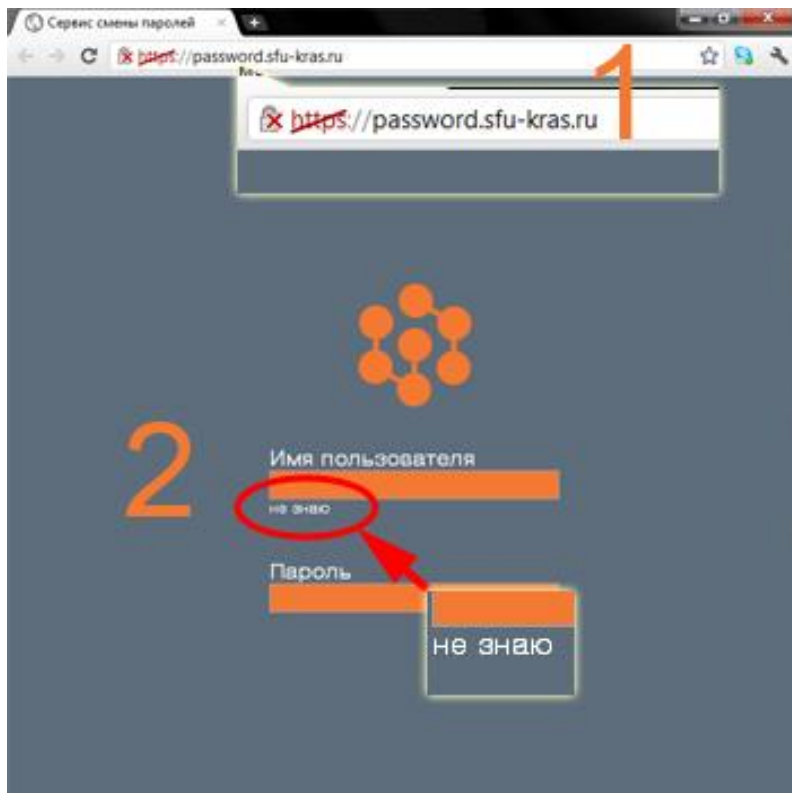 Сервис смены паролей
https://password.sfu-kras.ru
1
https://password.sfu-kras.ru
2
Имя пользователя
не знаю
Пароль
не знаю